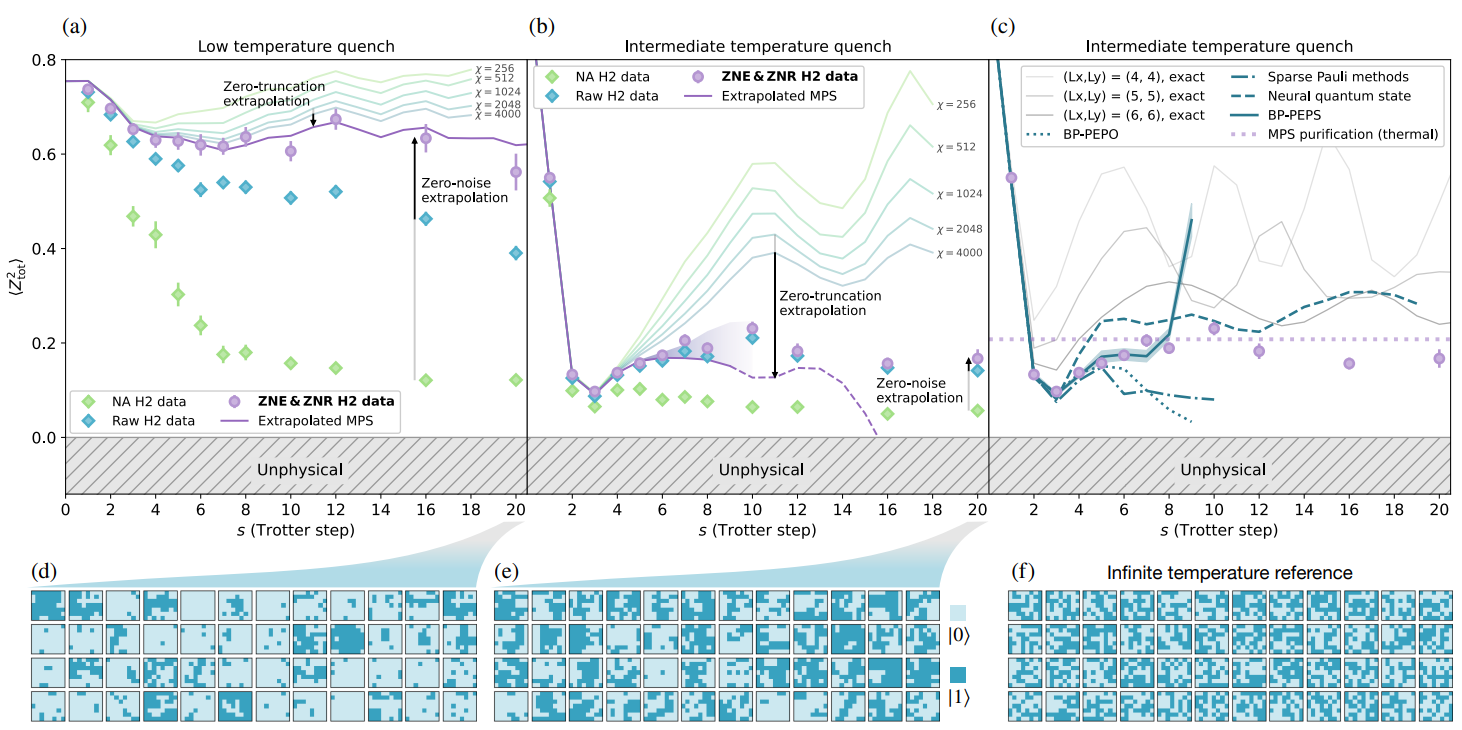 (a)
Low temperature quench
⟨Z²tot⟩
0.8
0.6
0.4
0.2
0.0
χ = 256
χ = 512
χ = 1024
χ = 2048
χ = 4000
Zero-truncation
extrapolation
Zero-noise
extrapolation
NA H2 data
Raw H2 data
ZNE & ZNR H2 data
Extrapolated MPS
Unphysical
0 2 4 6 8 10 12 14 16 18 20
s (Trotter step)
(b)
Intermediate temperature quench
NA H2 data
Raw H2 data
ZNE & ZNR H2 data
Extrapolated MPS
χ = 256
χ = 512
χ = 1024
χ = 2048
χ = 4000
Zero-truncation
extrapolation
Zero-noise
extrapolation
Unphysical
2 4 6 8 10 12 14 16 18 20
s (Trotter step)
(c)
Intermediate temperature quench
(Lx,Ly) = (4, 4), exact
(Lx,Ly) = (5, 5), exact
(Lx,Ly) = (6, 6), exact
BP-PEPO
Sparse Pauli methods
Neural quantum state
BP-PEPS
MPS purification (thermal)
Unphysical
2 4 6 8 10 12 14 16 18 20
s (Trotter step)
(d)
(e)
|0⟩
|1⟩
(f)
Infinite temperature reference